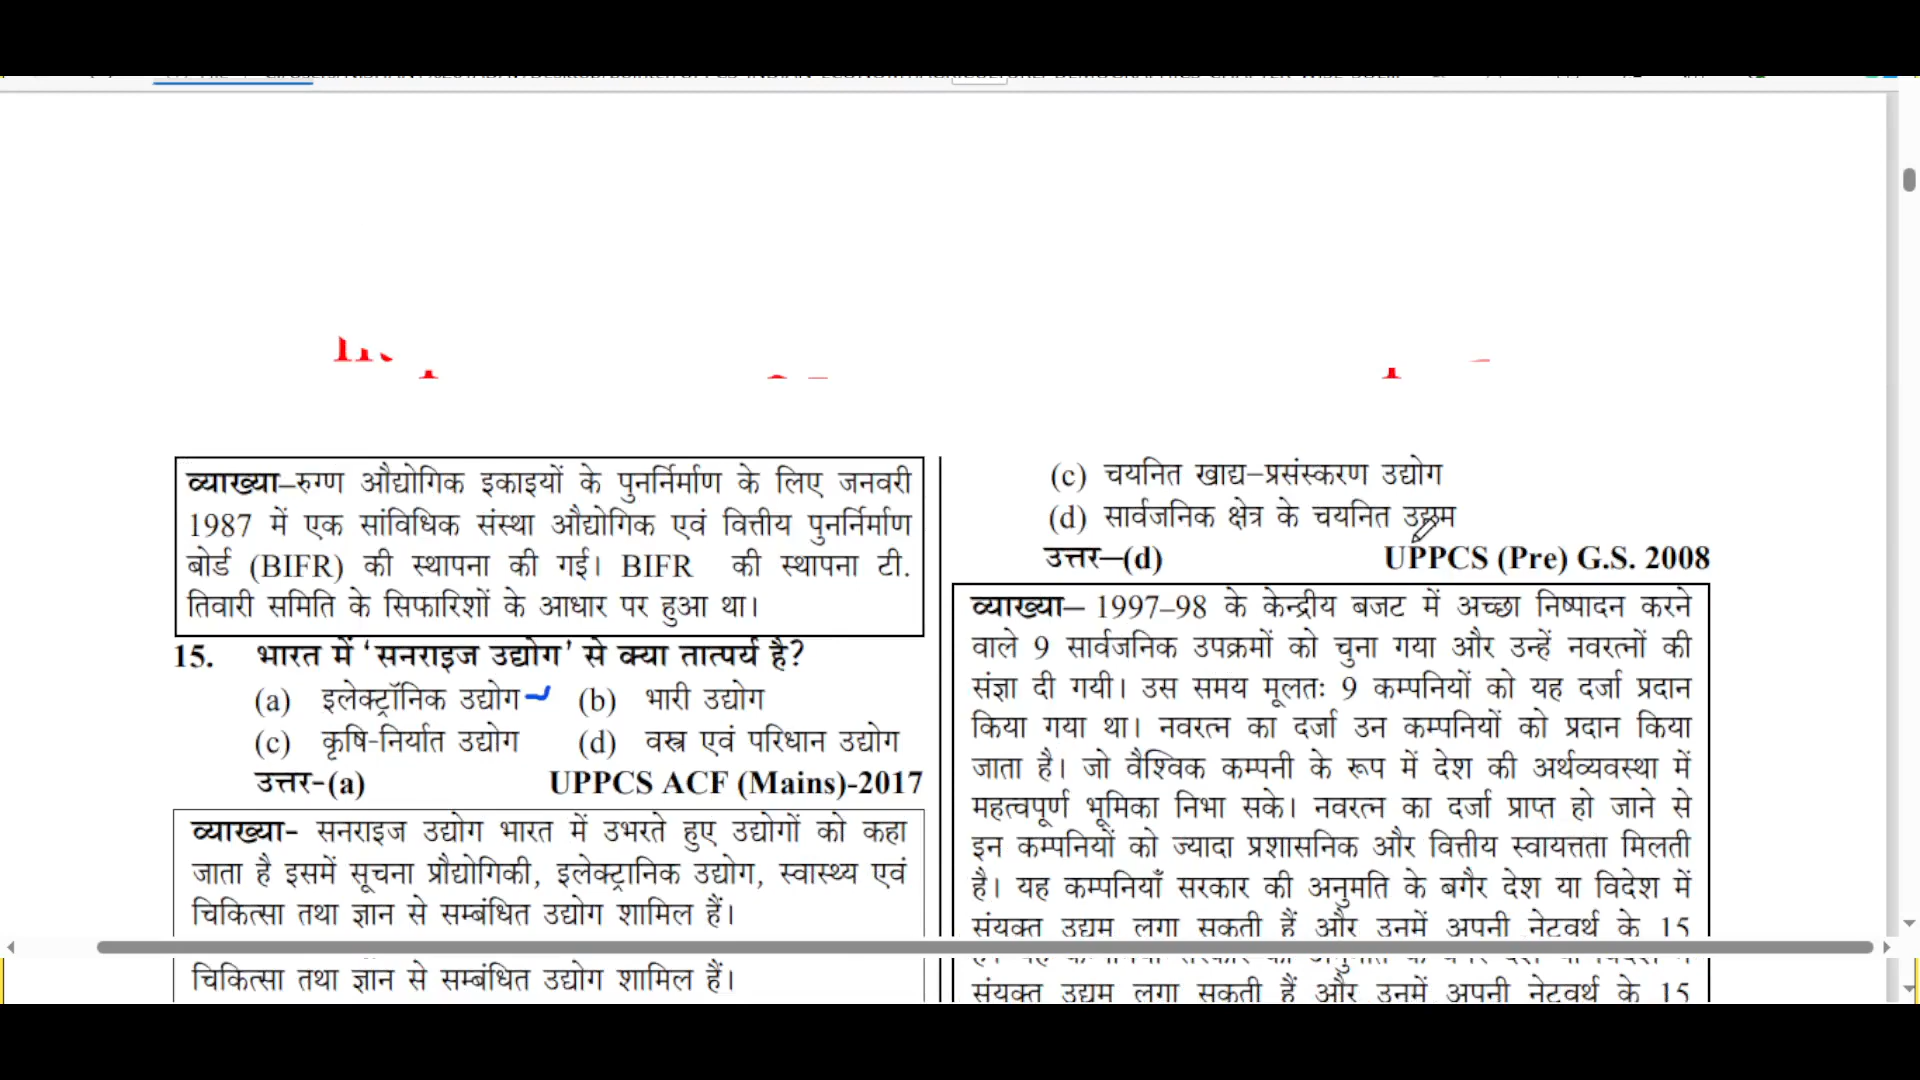 व्याख्या–रुग्ण औद्योगिक इकाइयों के पुनर्निर्माण के लिए जनवरी
1987 में एक सांविधिक संस्था औद्योगिक एवं वित्तीय पुनर्निर्माण
बोर्ड (BIFR) की स्थापना की गई। BIFR की स्थापना टी.
तिवारी समिति के सिफारिशों के आधार पर हुआ था।
15. भारत में ‘सनराइज उद्योग’ से क्या तात्पर्य है?
(a) इलेक्ट्रॉनिक उद्योग (b) भारी उद्योग
(c) कृषि-निर्यात उद्योग (d) वस्त्र एवं परिधान उद्योग
उत्तर-(a) UPPCS ACF (Mains)-2017
व्याख्या- सनराइज उद्योग भारत में उभरते हुए उद्योगों को कहा
जाता है इसमें सूचना प्रौद्योगिकी, इलेक्ट्रानिक उद्योग, स्वास्थ्य एवं
चिकित्सा तथा ज्ञान से सम्बंधित उद्योग शामिल हैं।
चिकित्सा तथा ज्ञान से सम्बंधित उद्योग शामिल हैं।
(c) चयनित खाद्य–प्रसंस्करण उद्योग
(d) सार्वजनिक क्षेत्र के चयनित उद्यम
उत्तर–(d) UPPCS (Pre) G.S. 2008
व्याख्या– 1997–98 के केन्द्रीय बजट में अच्छा निष्पादन करने
वाले 9 सार्वजनिक उपक्रमों को चुना गया और उन्हें नवरत्नों की
संज्ञा दी गयी। उस समय मूलतः 9 कम्पनियों को यह दर्जा प्रदान
किया गया था। नवरत्न का दर्जा उन कम्पनियों को प्रदान किया
जाता है। जो वैश्विक कम्पनी के रूप में देश की अर्थव्यवस्था में
महत्वपूर्ण भूमिका निभा सके। नवरत्न का दर्जा प्राप्त हो जाने से
इन कम्पनियों को ज्यादा प्रशासनिक और वित्तीय स्वायत्तता मिलती
है। यह कम्पनियाँ सरकार की अनुमति के बगैर देश या विदेश में
संयुक्त उद्यम लगा सकती हैं और उनमें अपनी नेटवर्थ के 15
संयुक्त उद्यम लगा सकती हैं और उनमें अपनी नेटवर्थ के 15